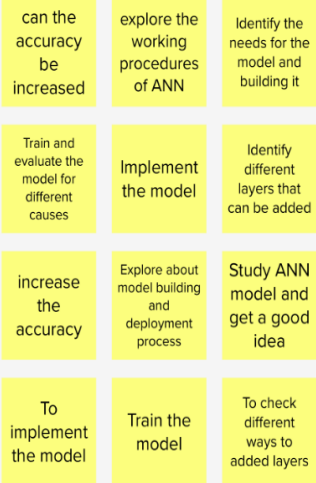 can the
accuracy
be
increased
explore the
working
procedures
of ANN
Identify the
needs for the
model and
building it
Train and
evaluate the
model for
different
causes
Implement
the model
Identify
different
layers that
can be added
increase
the
accuracy
Explore about
model building
and
deployment
process
Study ANN
model and
get a good
idea
To
implement
the model
Train the
model
To check
different
ways to
added layers